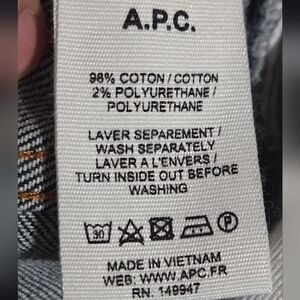 A.P.C.
98% COTON / COTTON
2% POLYURETHANE /
POLYURETHANE
LAVER SEPAREMENT /
WASH SEPARATELY
LAVER A L'ENVERS /
TURN INSIDE OUT BEFORE
WASHING
30 P
MADE IN VIETNAM
WEB: WWW.APC.FR
RN. 149947